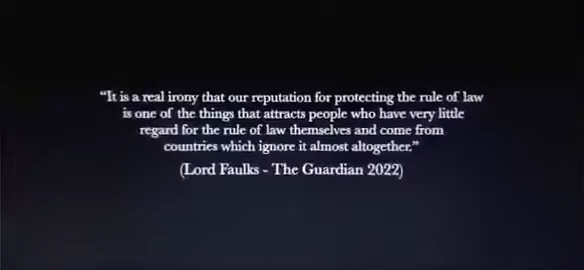 “It is a real irony that our reputation for protecting the rule of law
is one of the things that attracts people who have very little
regard for the rule of law themselves and come from
countries which ignore it almost altogether.”
(Lord Faulks - The Guardian 2022)